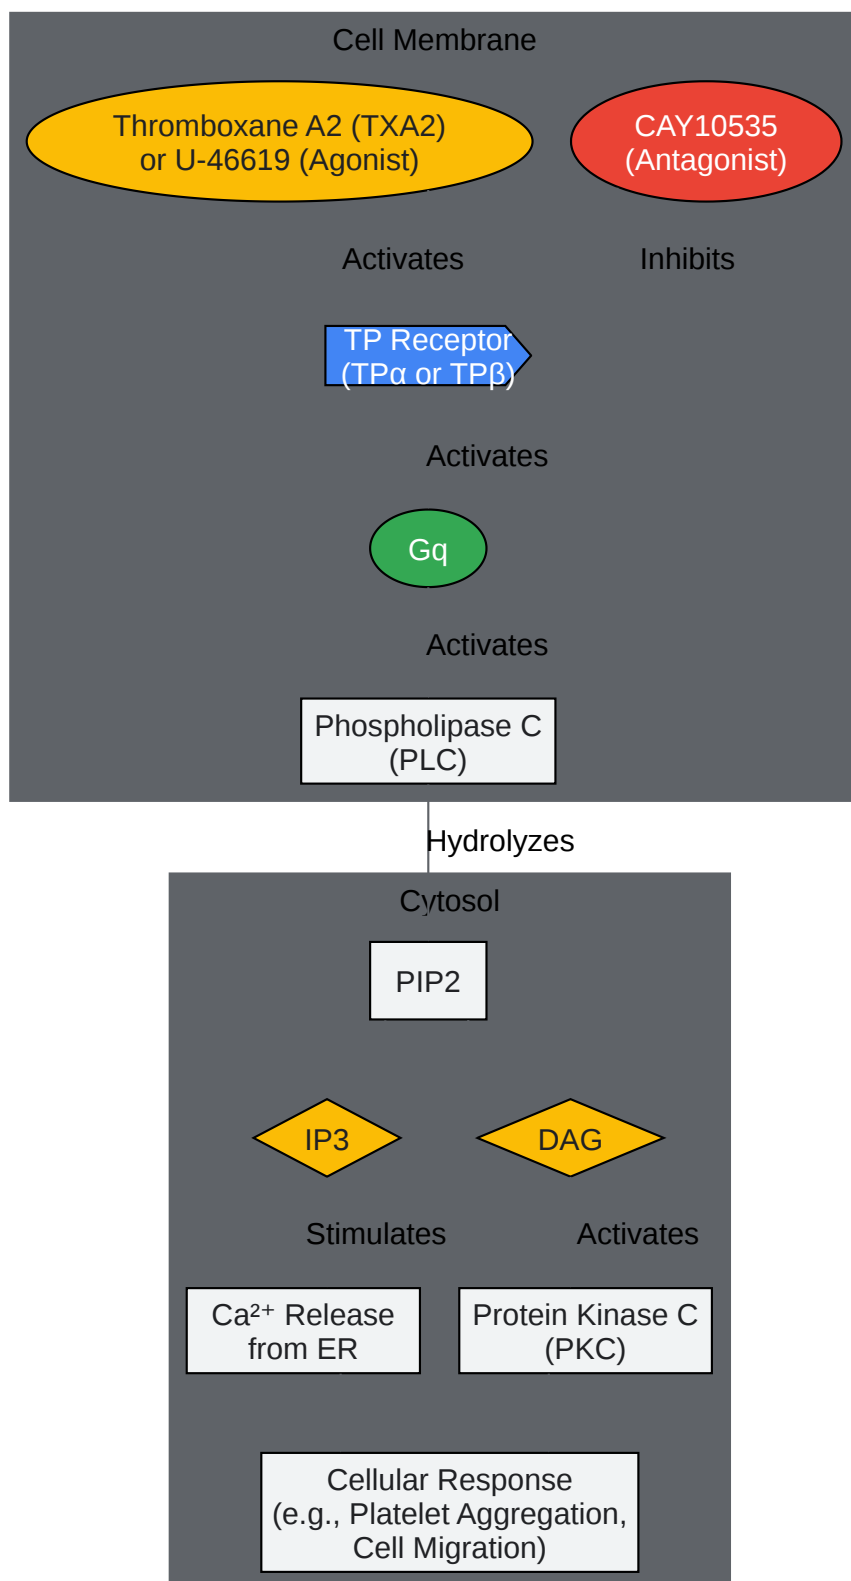 Cell Membrane
Thromboxane A2 (TXA2)
or U-46619 (Agonist)
CAY10535
(Antagonist)
Activates
Inhibits
TP Receptor
(TPα or TPβ)
Activates
Gq
Activates
Phospholipase C
(PLC)
Hydrolyzes
Cytosol
PIP2
IP3
DAG
Stimulates
Activates
Ca²⁺ Release
from ER
Protein Kinase C
(PKC)
Cellular Response
(e.g., Platelet Aggregation,
Cell Migration)